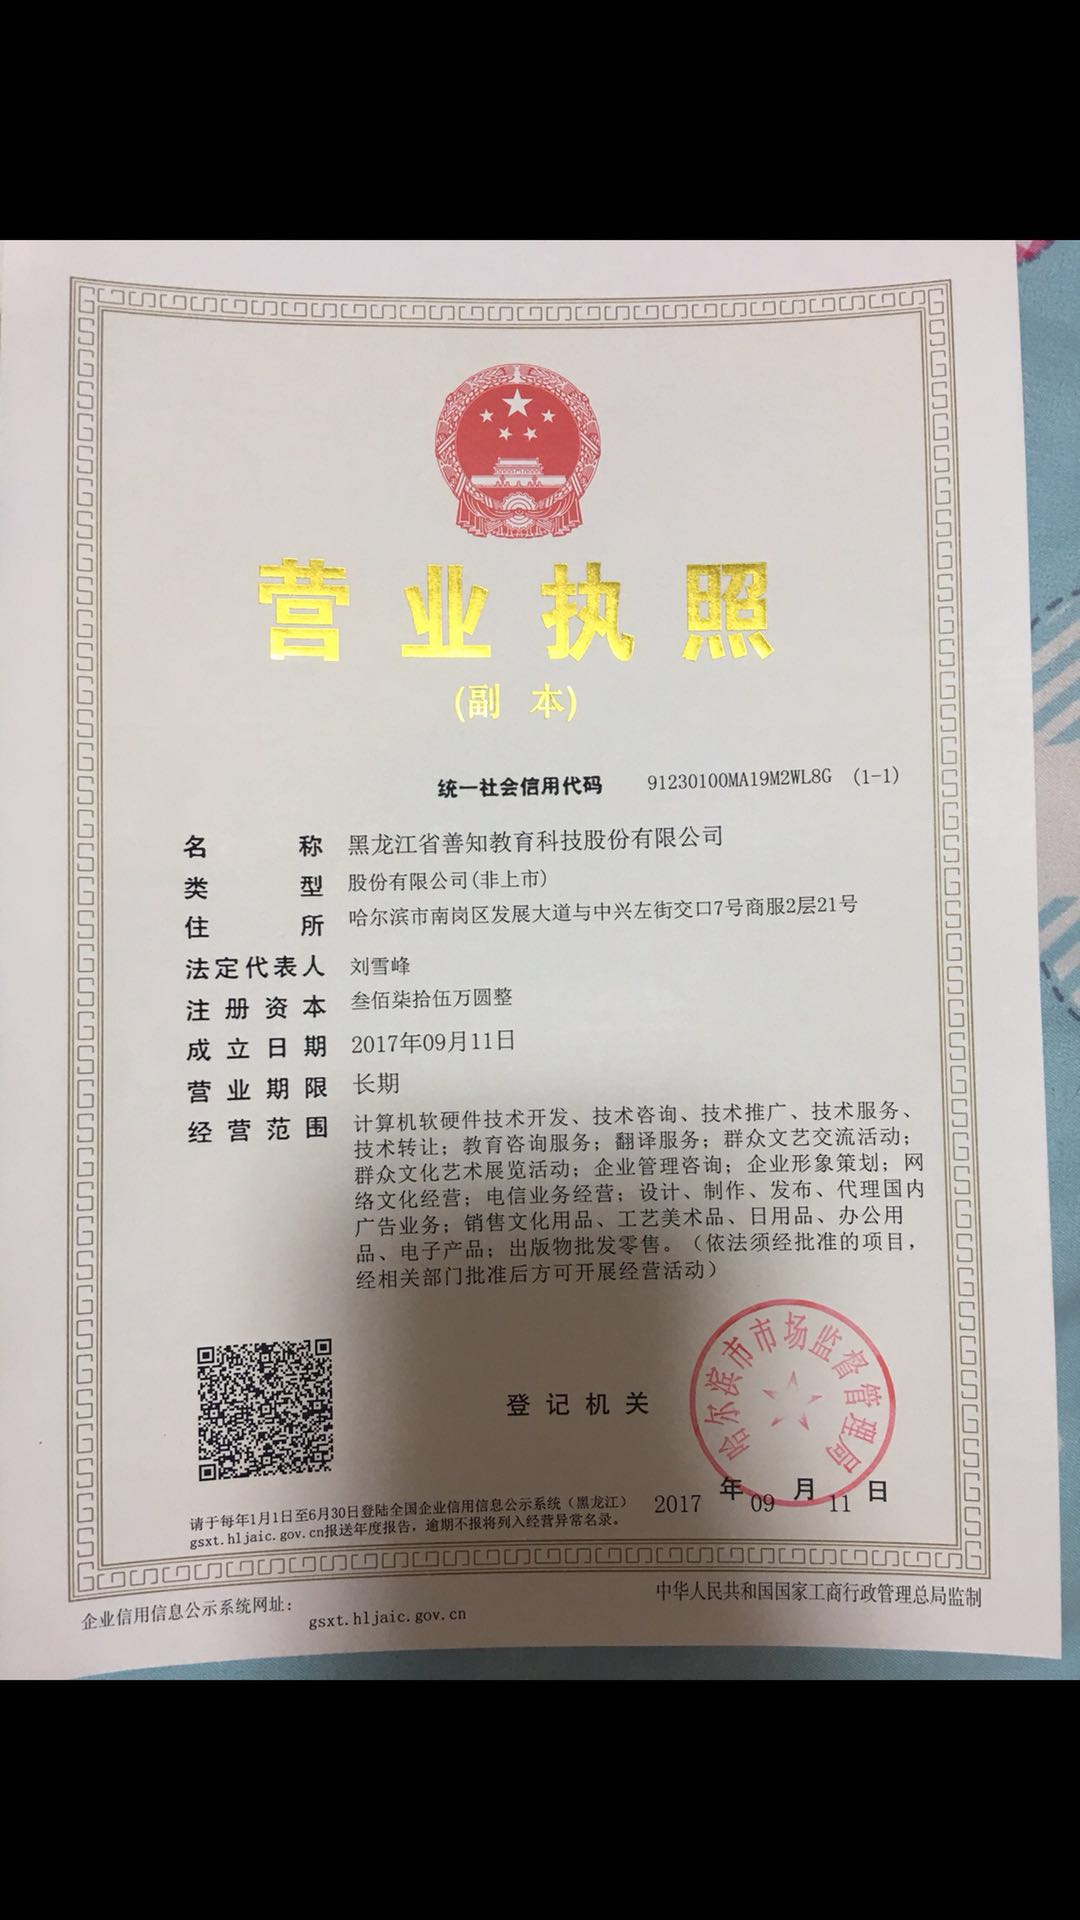 营业执照
(副 本)
统一社会信用代码 91230100MA19M2WL8G (1-1)
名称 黑龙江省善知教育科技股份有限公司
类型 股份有限公司(非上市)
住所 哈尔滨市南岗区发展大道与中兴左街交口7号商服2层21号
法定代表人 刘雪峰
注册资本 叁佰柒拾伍万圆整
成立日期 2017年09月11日
营业期限 长期
经营范围 计算机软硬件技术开发、技术咨询、技术推广、技术服务、
技术转让；教育咨询服务；翻译服务；群众文艺交流活动；
群众文化艺术展览活动；企业管理咨询；企业形象策划；网
络文化经营；电信业务经营；设计、制作、发布、代理国内
广告业务；销售文化用品、工艺美术品、日用品、办公用
品、电子产品；出版物批发零售。（依法须经批准的项目，
经相关部门批准后方可开展经营活动）
登记机关
哈尔滨市市场监督管理局
2017 年 09 月 11 日
请于每年1月1日至6月30日登陆全国企业信用信息公示系统（黑龙江）
gsxt.hljaic.gov.cn报送年度报告，逾期不报将列入经营异常名录。
企业信用信息公示系统网址： gsxt.hljaic.gov.cn
中华人民共和国国家工商行政管理总局监制